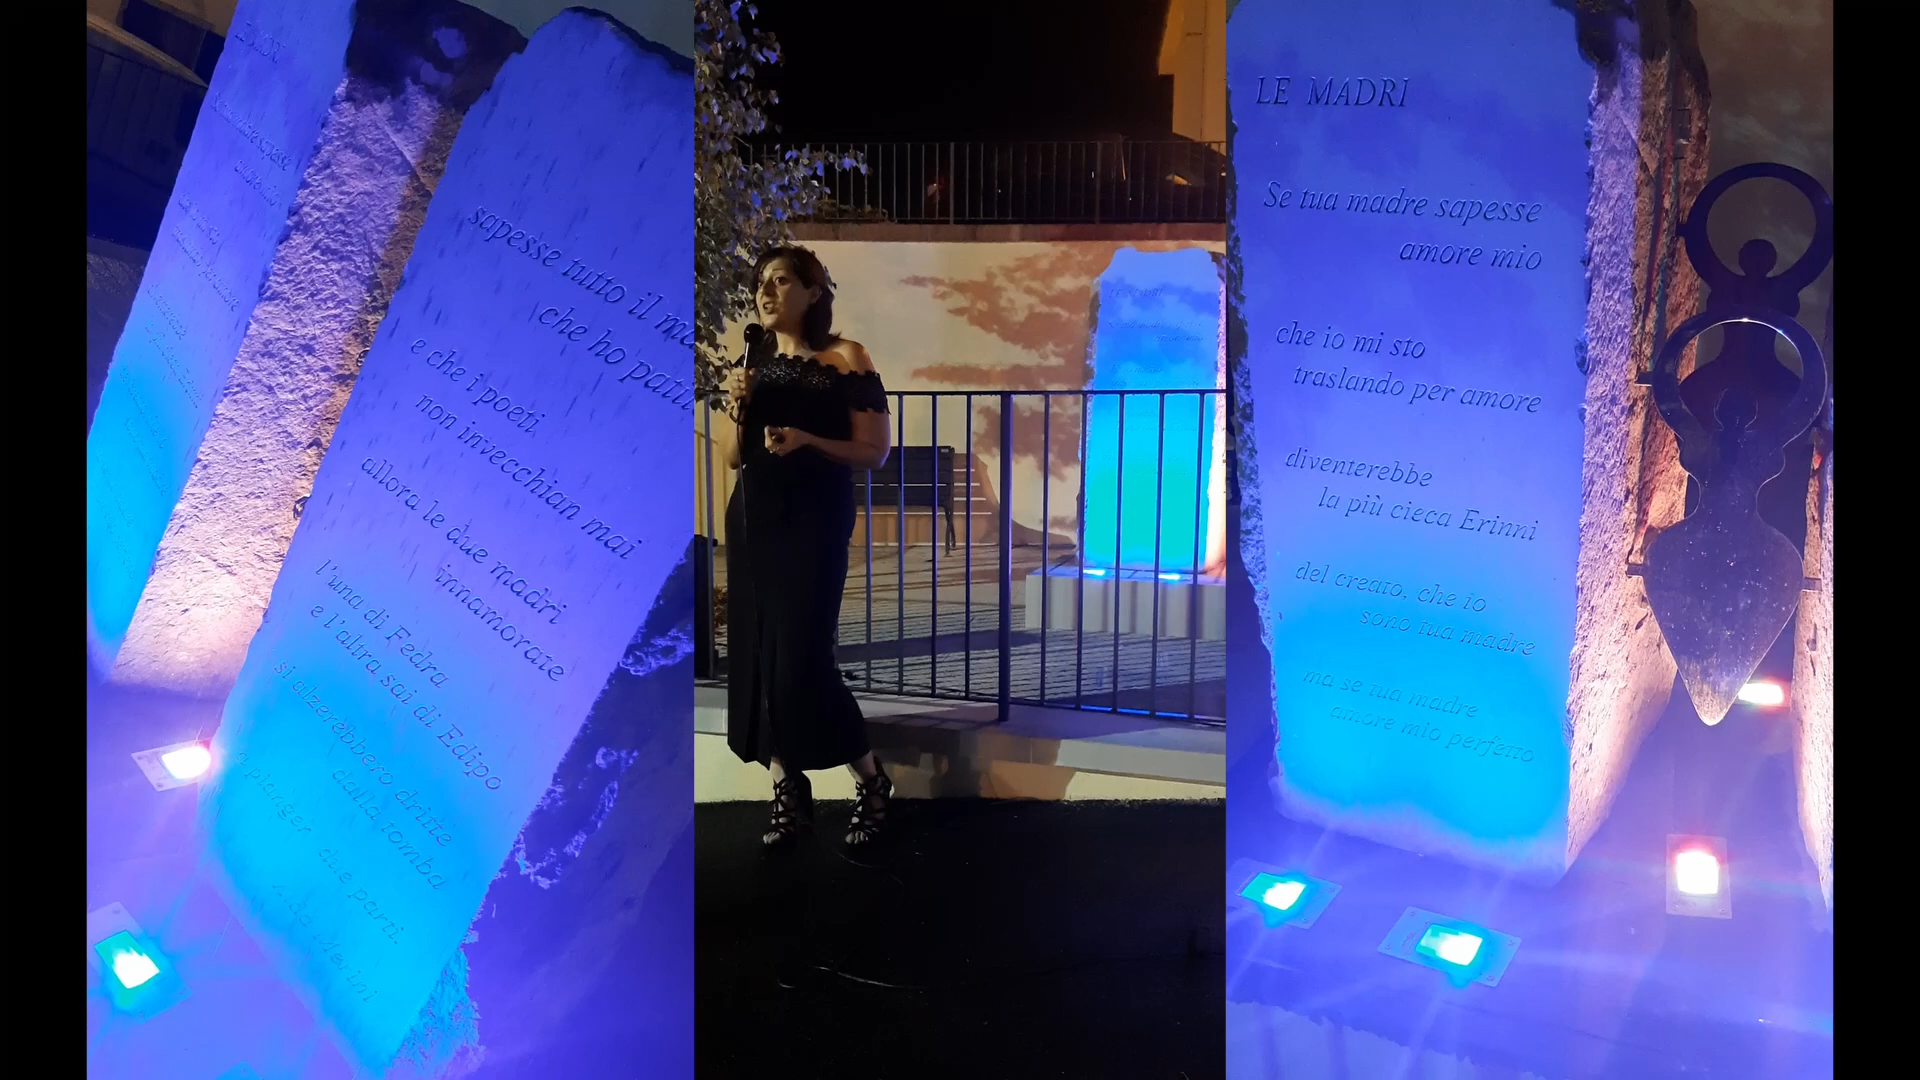 LE MADRI
Se tua madre sapesse
amore mio
che io mi sto
traslando per amore
diventerebbe
la più cieca Erinni
del creato, che io
sono tua madre
ma se tua madre
amore mio perfetto
sapesse tutto il
che ho
e che i poeti
non invecchian mai
allora le due madri
innamorate
l'una di Fedra
e l'altra sai di Edipo
si alzerebbero dritte
dalla tomba
a pianger che parti.